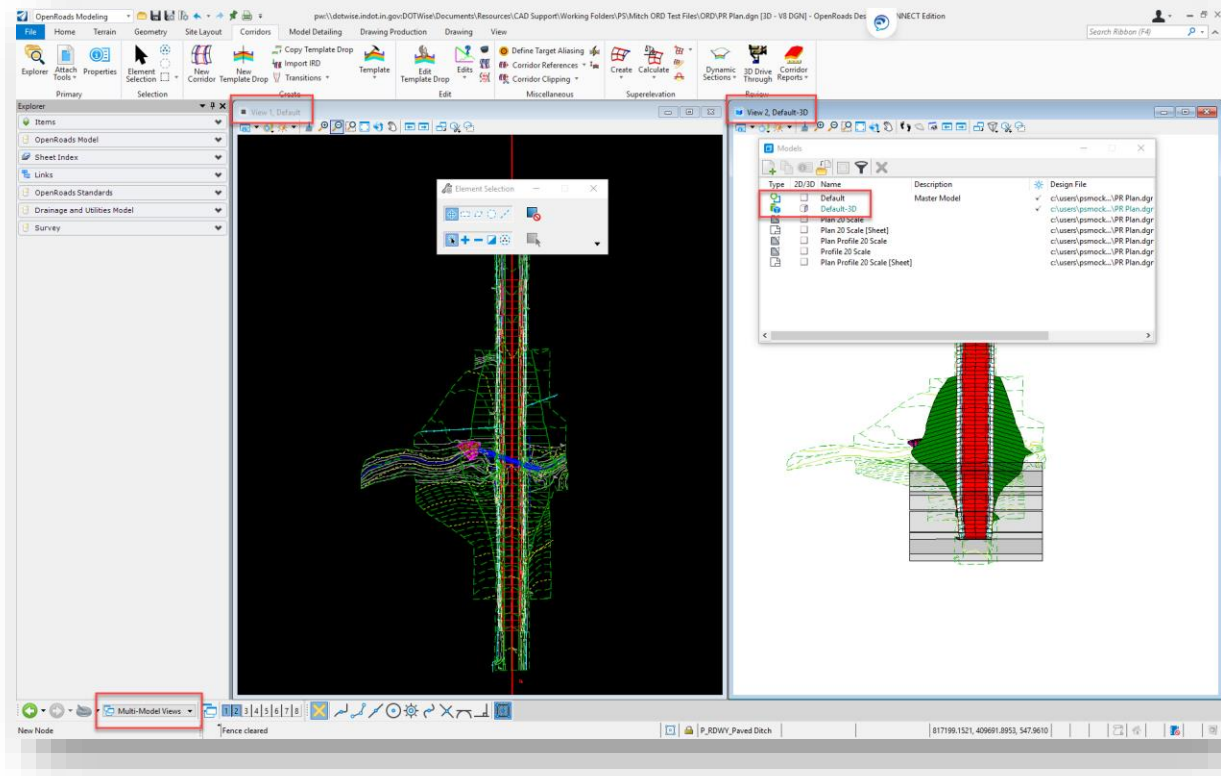 OpenRoads Modeling
pw:\\dotwise.indot.in.gov:DOTWise\Documents\Resources\CAD Support\Working Folders\PS\Mitch ORD Test Files\ORD\PR Plan.dgn [3D - V8 DGN] - OpenRoads Des
NNECT Edition
File Home Terrain Geometry Site Layout Corridors Model Detailing Drawing Production Drawing View
Search Ribbon (F4)
Explorer
Attach Tools
Properties
Element Selection
New Corridor
New Template Drop
Copy Template Drop
Import IRD
Transitions
Template
Edit Template Drop
Edits
Define Target Aliasing
Corridor References
Corridor Clipping
Create
Calculate
Dynamic Sections
3D Drive Through
Corridor Reports
Primary Selection Create Edit Miscellaneous Superelevation Review
Explorer
Items
OpenRoads Model
Sheet Index
Links
OpenRoads Standards
Drainage and Utilities Model
Survey
View 1, Default
Element Selection
View 2, Default-3D
Models
Type 2D/3D Name Description Design File
Default Master Model c:\users\psmock...\PR Plan.dgr
Default-3D c:\users\psmock...\PR Plan.dgr
Plan 20 Scale c:\users\psmock...\PR Plan.dgr
Plan 20 Scale [Sheet] c:\users\psmock...\PR Plan.dgr
Plan Profile 20 Scale c:\users\psmock...\PR Plan.dgr
Profile 20 Scale c:\users\psmock...\PR Plan.dgr
Plan Profile 20 Scale [Sheet] c:\users\psmock...\PR Plan.dgr
Multi-Model Views
1 2 3 4 5 6 7 8
New Node
Fence cleared
P_RDWY_Paved Ditch
817199.1521, 409691.8953, 547.9610